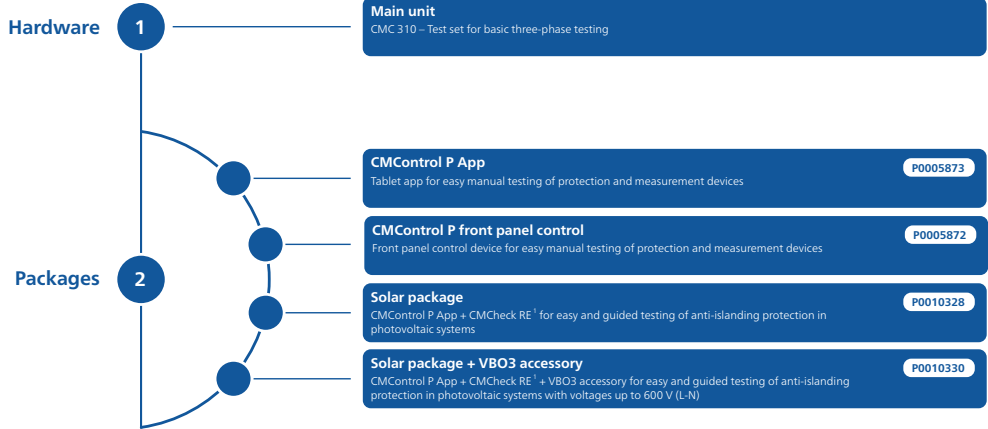 Hardware
1
Main unit
CMC 310 – Test set for basic three-phase testing
CMControl P App
P0005873
Tablet app for easy manual testing of protection and measurement devices
CMControl P front panel control
P0005872
Front panel control device for easy manual testing of protection and measurement devices
Packages
2
Solar package
P0010328
CMControl P App + CMCheck RE¹ for easy and guided testing of anti-islanding protection in
photovoltaic systems
Solar package + VBO3 accessory
P0010330
CMControl P App + CMCheck RE¹ + VBO3 accessory for easy and guided testing of anti-islanding
protection in photovoltaic systems with voltages up to 600 V (L-N)